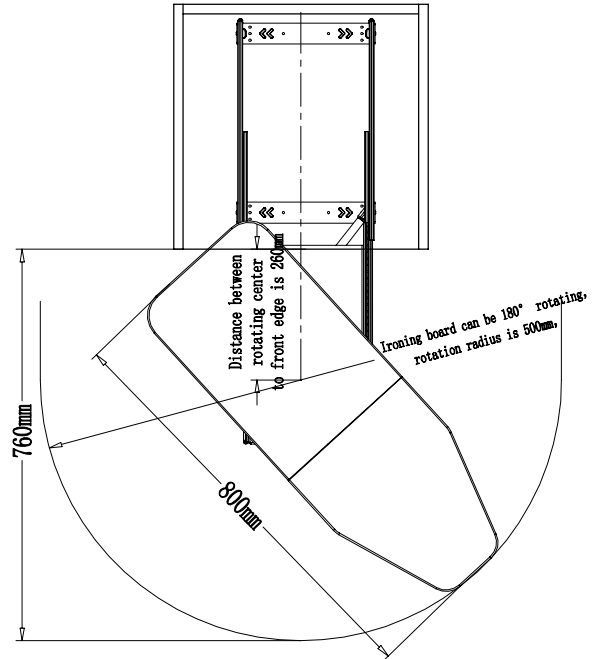 Distance between
rotating center
to front edge is 260mm
Ironing board can be 180° rotating,
rotation radius is 500mm,
760mm
800mm